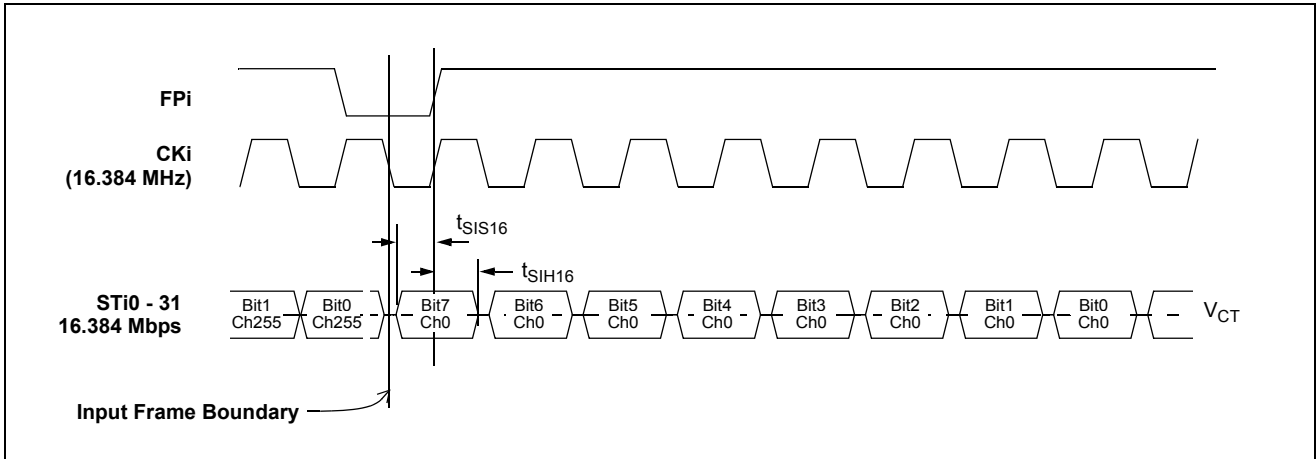 FPi
CKi
(16.384 MHz)
tSIS16
tSIH16
STi0 - 31
16.384 Mbps
Bit1
Ch255
Bit0
Ch255
Bit7
Ch0
Bit6
Ch0
Bit5
Ch0
Bit4
Ch0
Bit3
Ch0
Bit2
Ch0
Bit1
Ch0
Bit0
Ch0
VCT
Input Frame Boundary